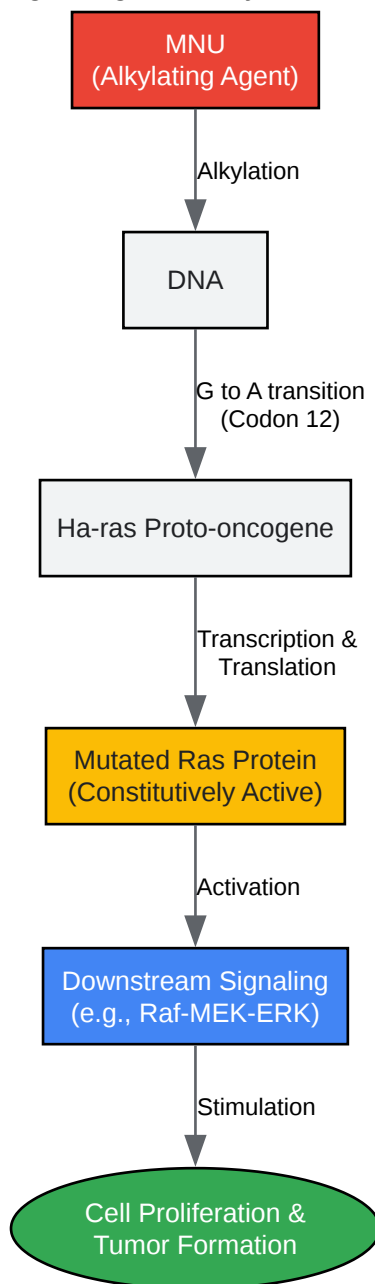 MNU
(Alkylating Agent)
Alkylation
DNA
G to A transition
(Codon 12)
Ha-ras Proto-oncogene
Transcription &
Translation
Mutated Ras Protein
(Constitutively Active)
Activation
Downstream Signaling
(e.g., Raf-MEK-ERK)
Stimulation
Cell Proliferation &
Tumor Formation